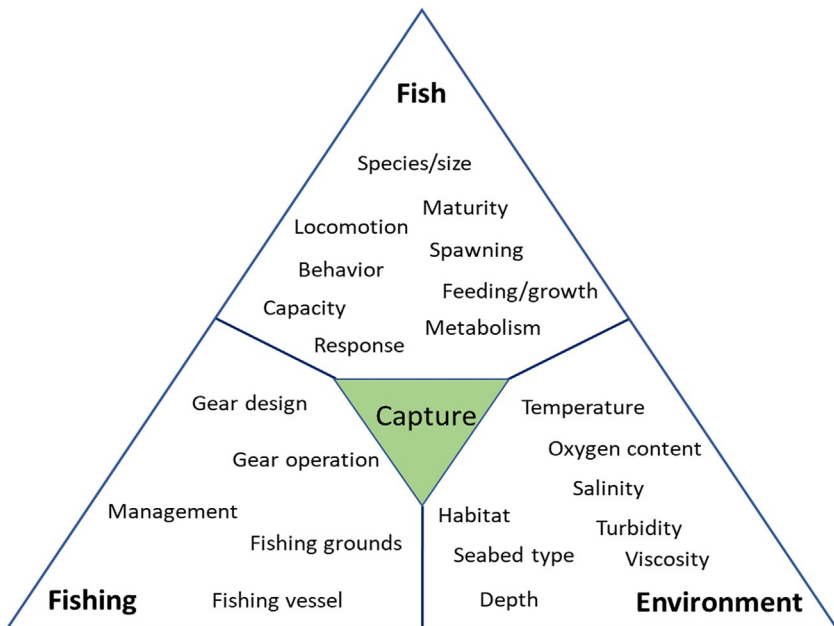 Fish
Species/size
Maturity
Locomotion
Spawning
Behavior
Feeding/growth
Capacity
Metabolism
Response
Capture
Gear design
Gear operation
Management
Fishing grounds
Fishing
Fishing vessel
Temperature
Oxygen content
Salinity
Habitat
Turbidity
Seabed type
Viscosity
Depth
Environment